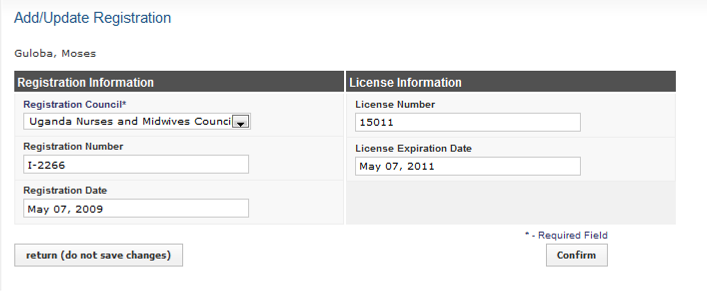 Add/Update Registration
Guloba, Moses
Registration Information
License Information
Registration Council*
Uganda Nurses and Midwives Counci
License Number
15011
Registration Number
I-2266
License Expiration Date
May 07, 2011
Registration Date
May 07, 2009
* - Required Field
return (do not save changes)
Confirm